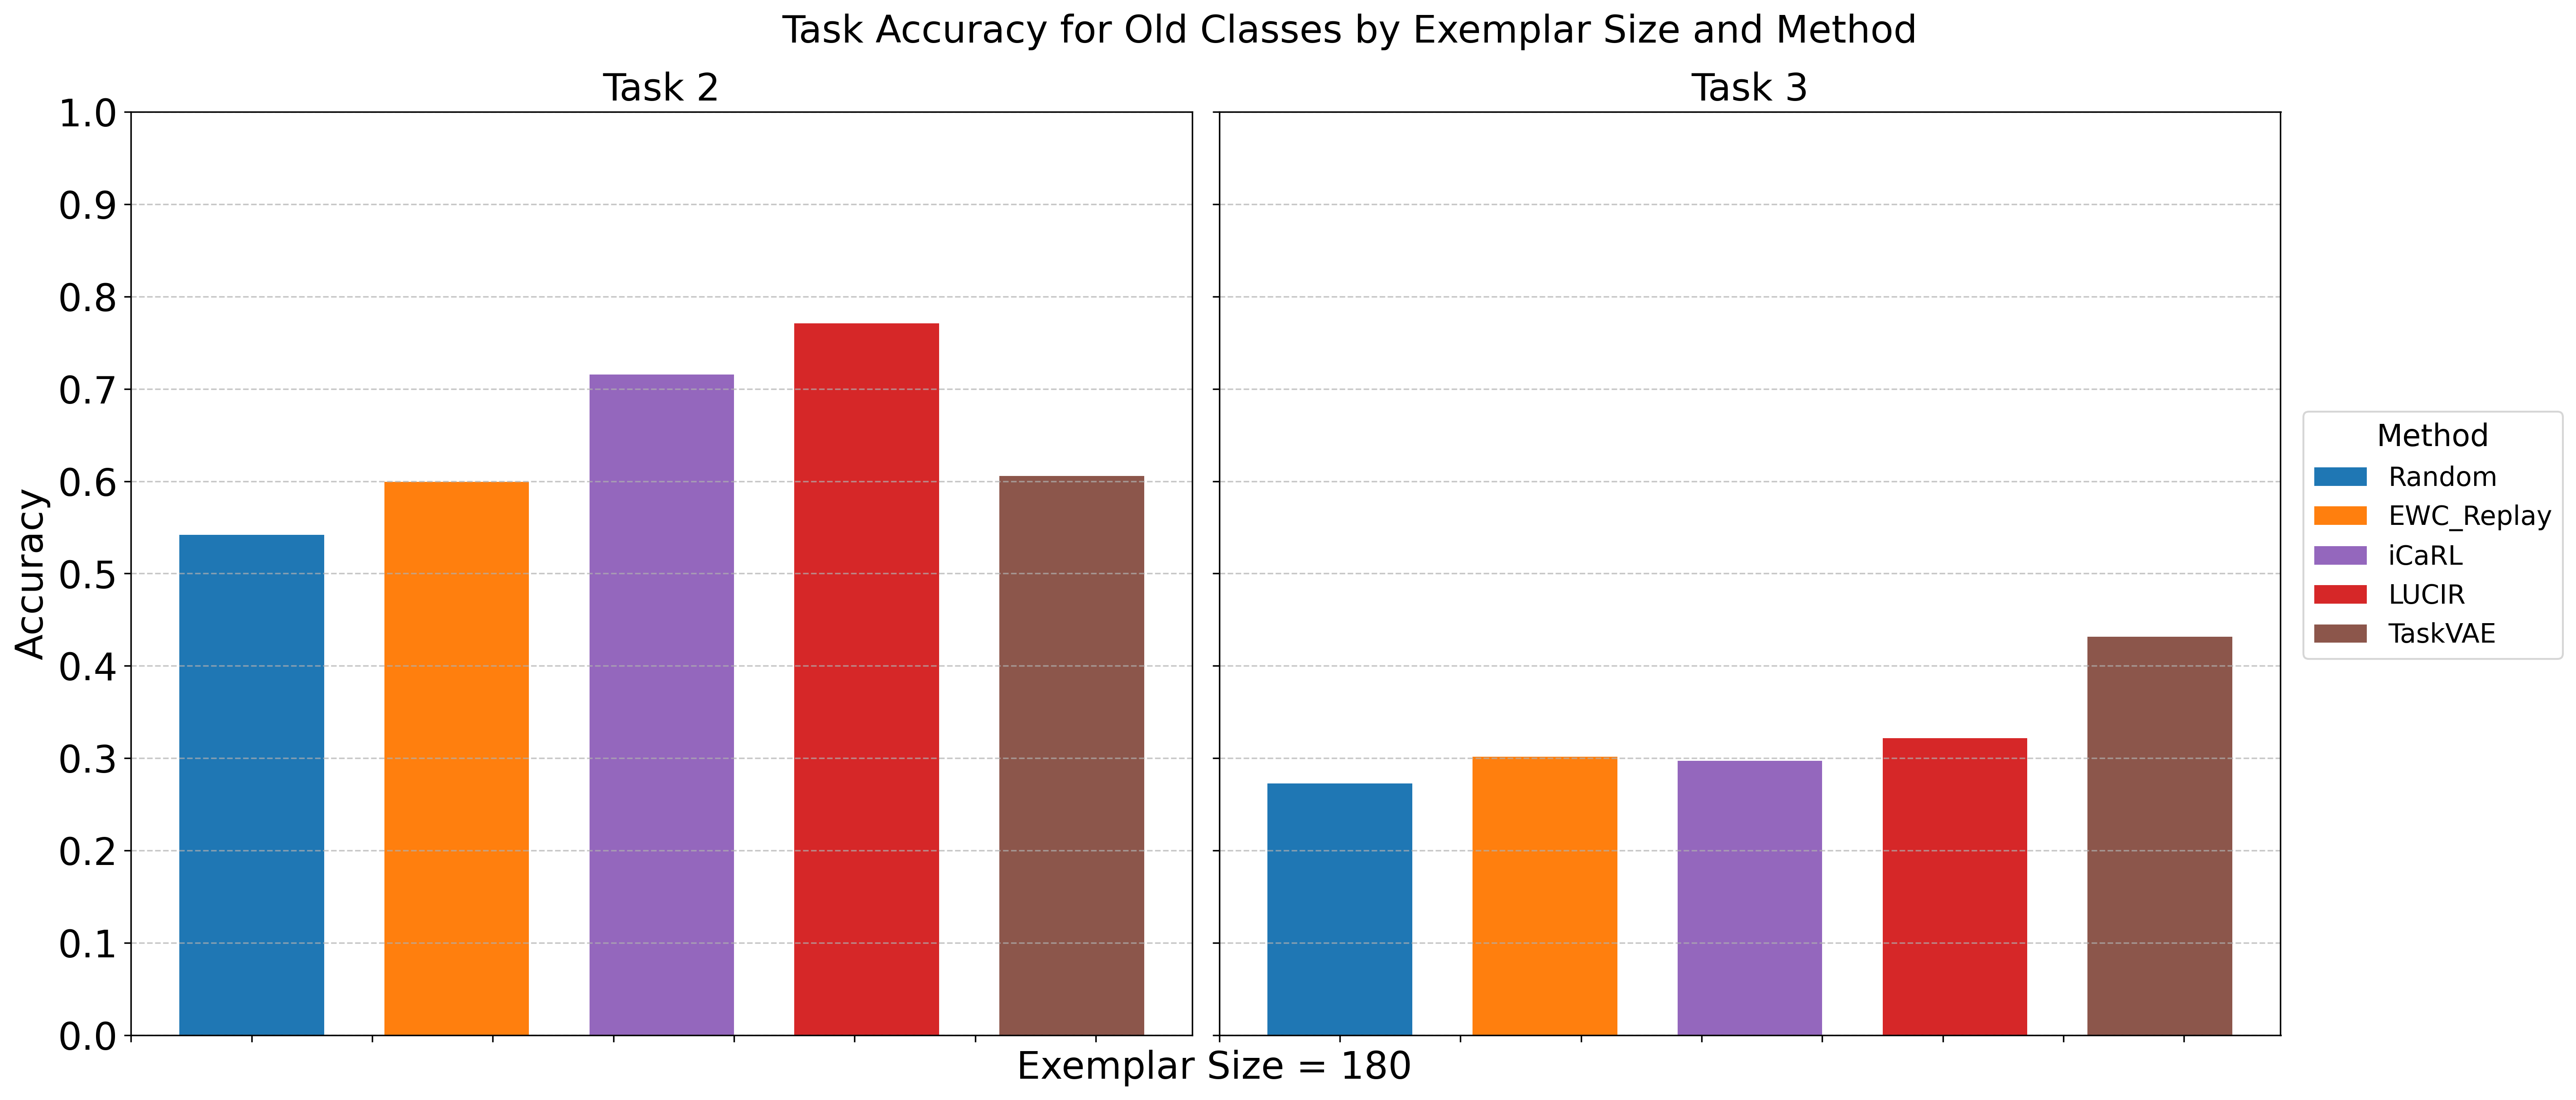 Task Accuracy for Old Classes by Exemplar Size and Method
Task 2
Task 3
1.0
0.9
0.8
0.7
0.6
0.5
0.4
0.3
0.2
0.1
0.0
Accuracy
Exemplar Size = 180
Method
Random
EWC_Replay
iCaRL
LUCIR
TaskVAE